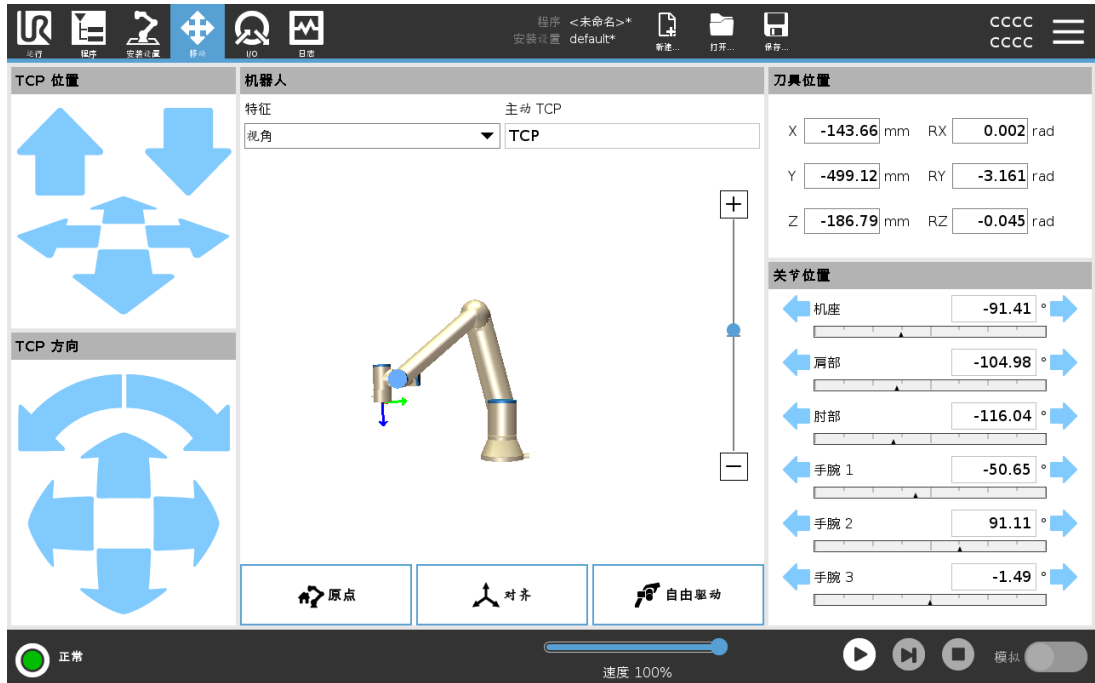 程序 <未命名>*
安装设置 default*
CCCC
CCCC
运行 程序 安装设置 移动 I/O 日志 新建... 打开... 保存...
TCP 位置
机器人
刀具位置
特征
主动 TCP
视角
TCP
X -143.66 mm RX 0.002 rad
Y -499.12 mm RY -3.161 rad
Z -186.79 mm RZ -0.045 rad
关节位置
机座 -91.41 °
TCP 方向
肩部 -104.98 °
肘部 -116.04 °
手腕 1 -50.65 °
手腕 2 91.11 °
手腕 3 -1.49 °
原点
对齐
自由驱动
正常
速度 100%
模拟